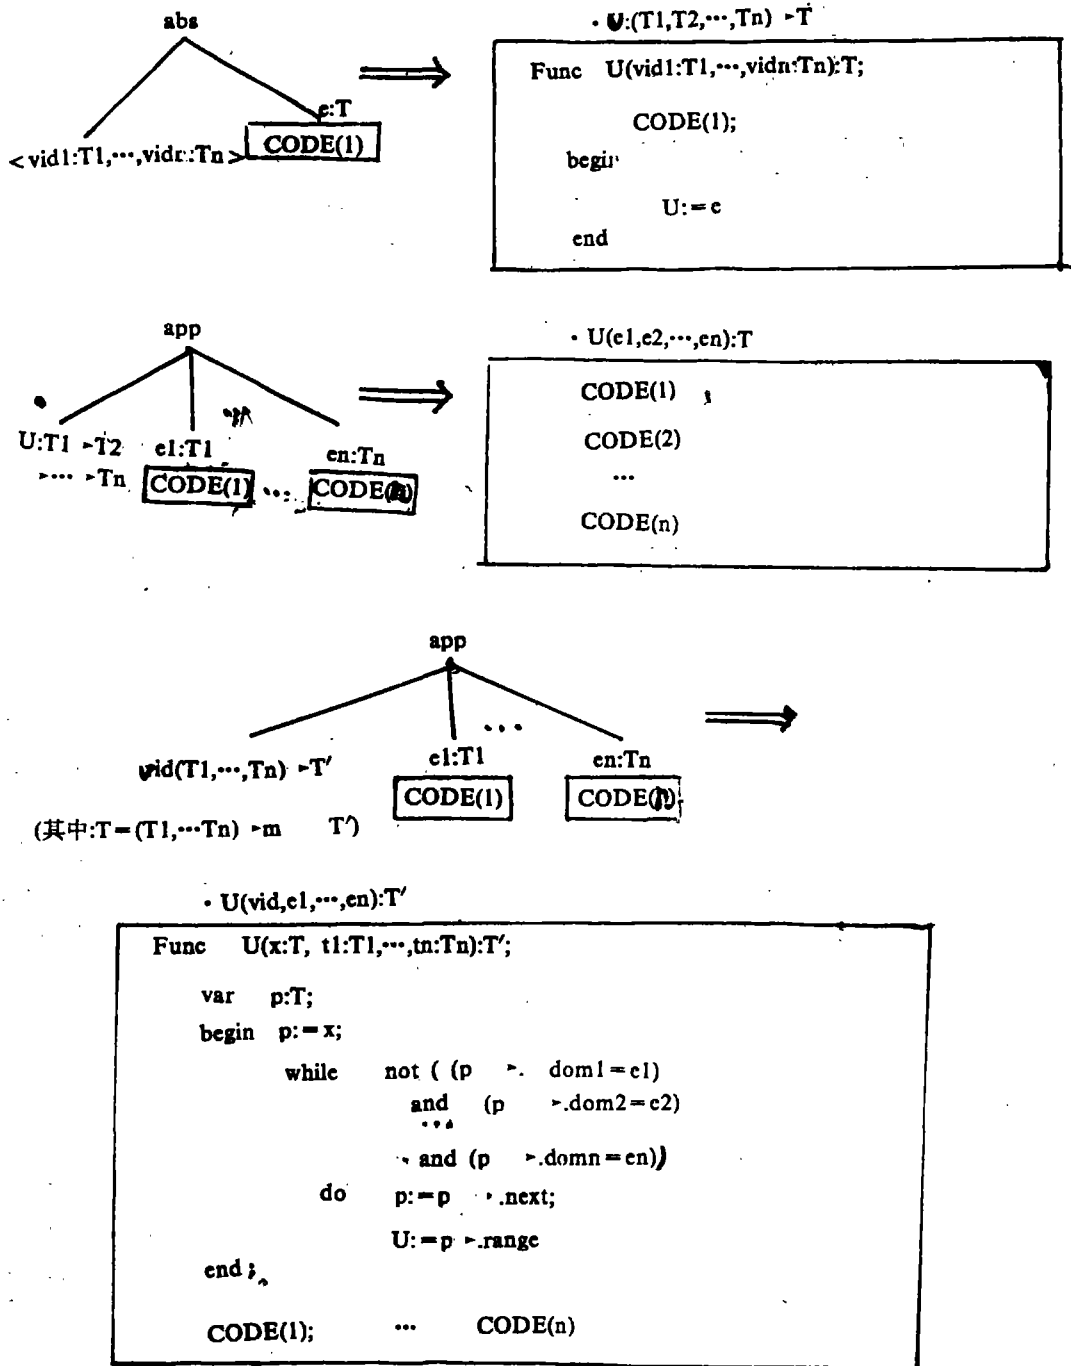 abs
· U:(T1,T2,···,Tn) ►T
Func U(vid1:T1,···,vidn:Tn):T;
e:T
CODE(1)
CODE(1);
<vid1:T1,···,vidn:Tn>
begin
U:=e
end
app
· U(e1,e2,···,en):T
CODE(1) ;
CODE(2)
U:T1 ►T2 e1:T1 en:Tn
►··· ►Tn CODE(1) ··· CODE(n)
···
CODE(n)
app
···
vid(T1,···,Tn) ►T′ e1:T1 en:Tn
CODE(1) CODE(n)
(其中:T=(T1,···Tn) ►m T′)
· U(vid,e1,···,en):T′
Func U(x:T, t1:T1,···,tn:Tn):T′;
var p:T;
begin p:=x;
while not ( (p ►. dom1=e1)
and (p ►.dom2=e2)
···
and (p ►.domn=en))
do p:=p ►.next;
U:=p ►.range
end;
CODE(1); ··· CODE(n)